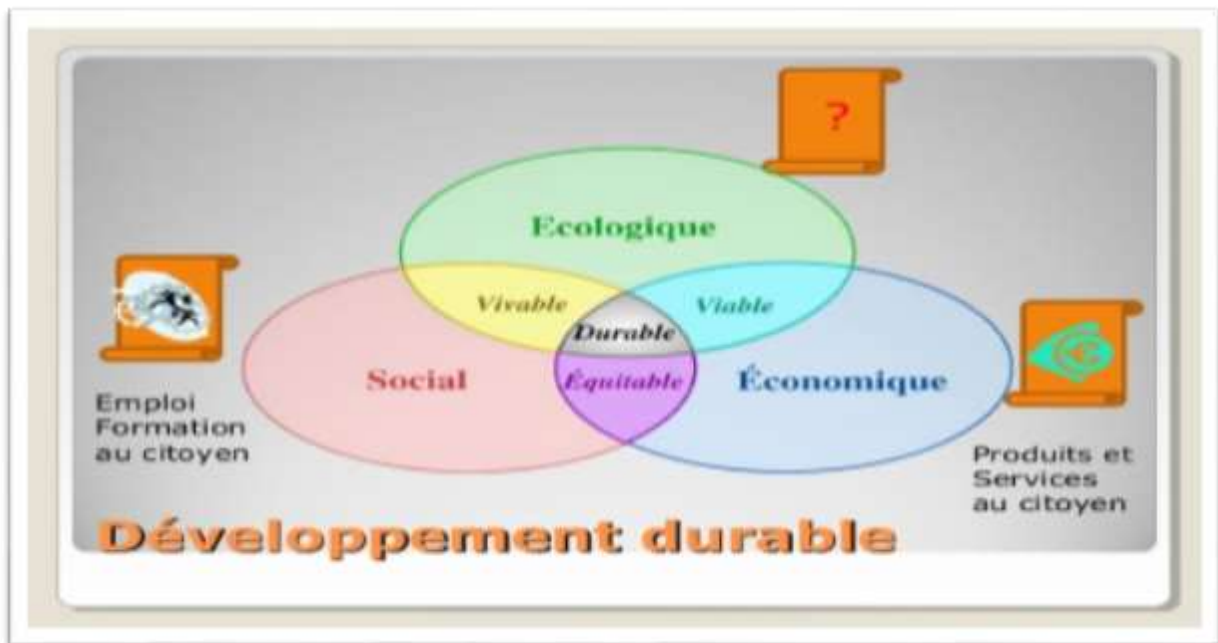 ?
Ecologique
Vivable
Viable
Durable
Social
Équitable
Économique
Emploi
Formation
au citoyen
Produits et
Services
au citoyen
Développement durable